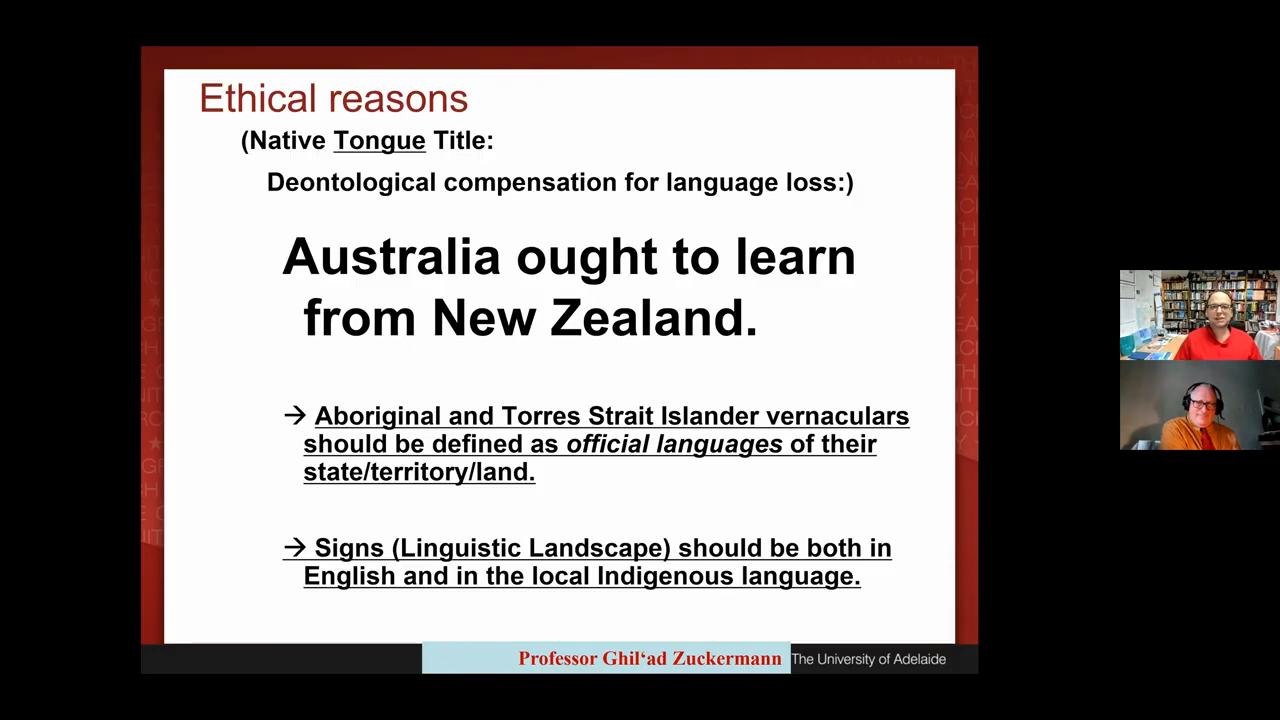 Ethical reasons
(Native Tongue Title:
Deontological compensation for language loss:)
Australia ought to learn
from New Zealand.
→ Aboriginal and Torres Strait Islander vernaculars
should be defined as official languages of their
state/territory/land.
→ Signs (Linguistic Landscape) should be both in
English and in the local Indigenous language.
Professor Ghil‘ad Zuckermann
The University of Adelaide